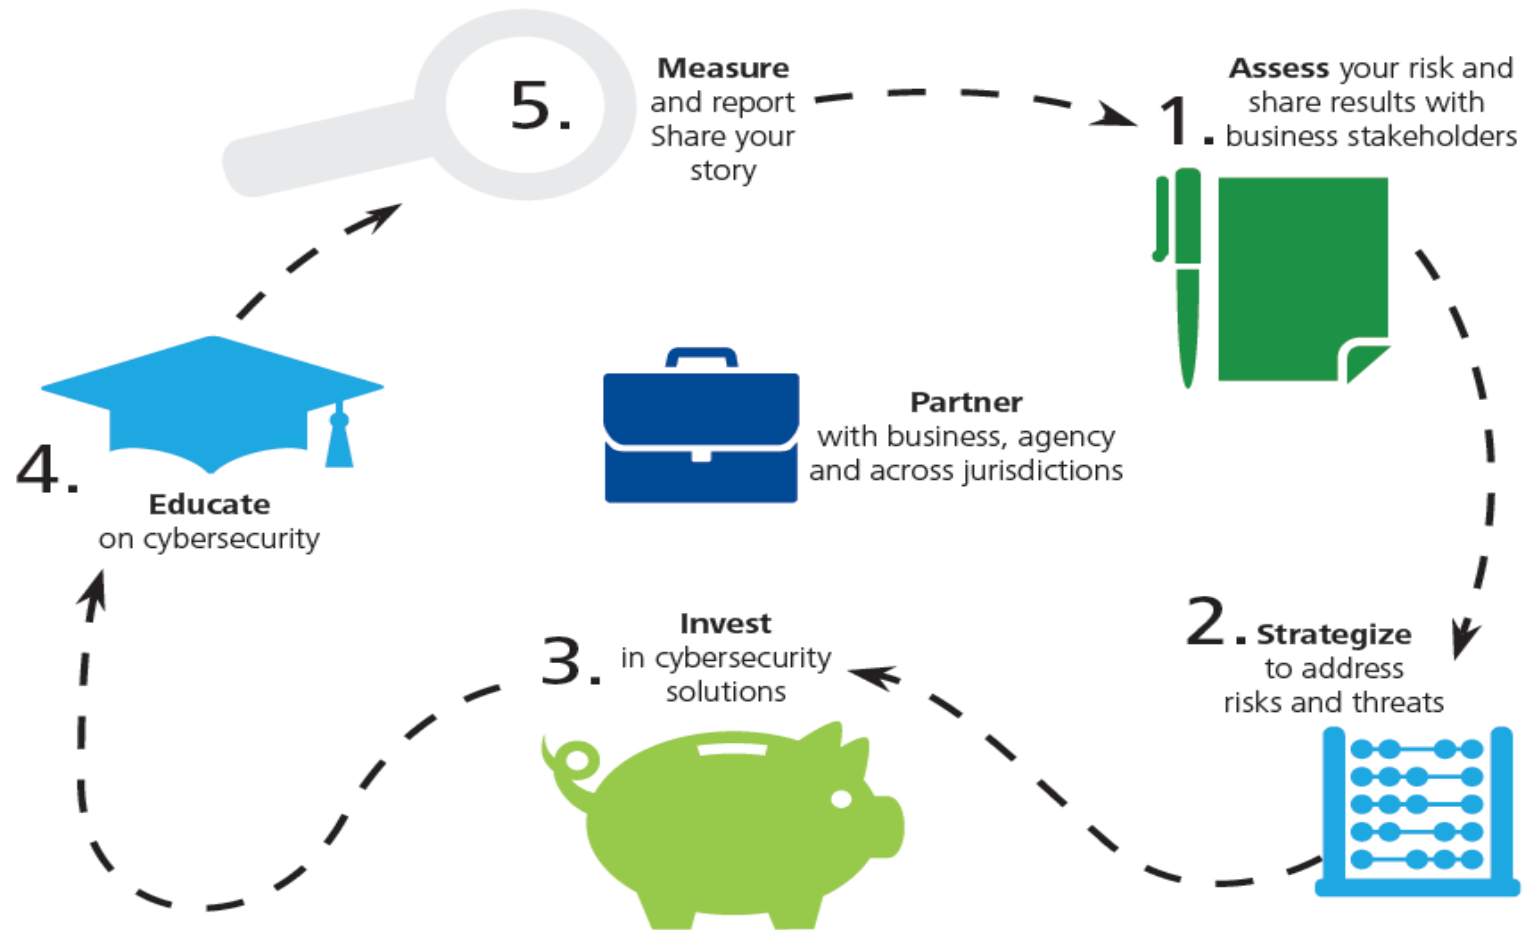 5.
Measure
and report
Share your
story
1.
Assess your risk and
share results with
business stakeholders
Partner
with business, agency
and across jurisdictions
4.
Educate
on cybersecurity
3.
Invest
in cybersecurity
solutions
2.
Strategize
to address
risks and threats